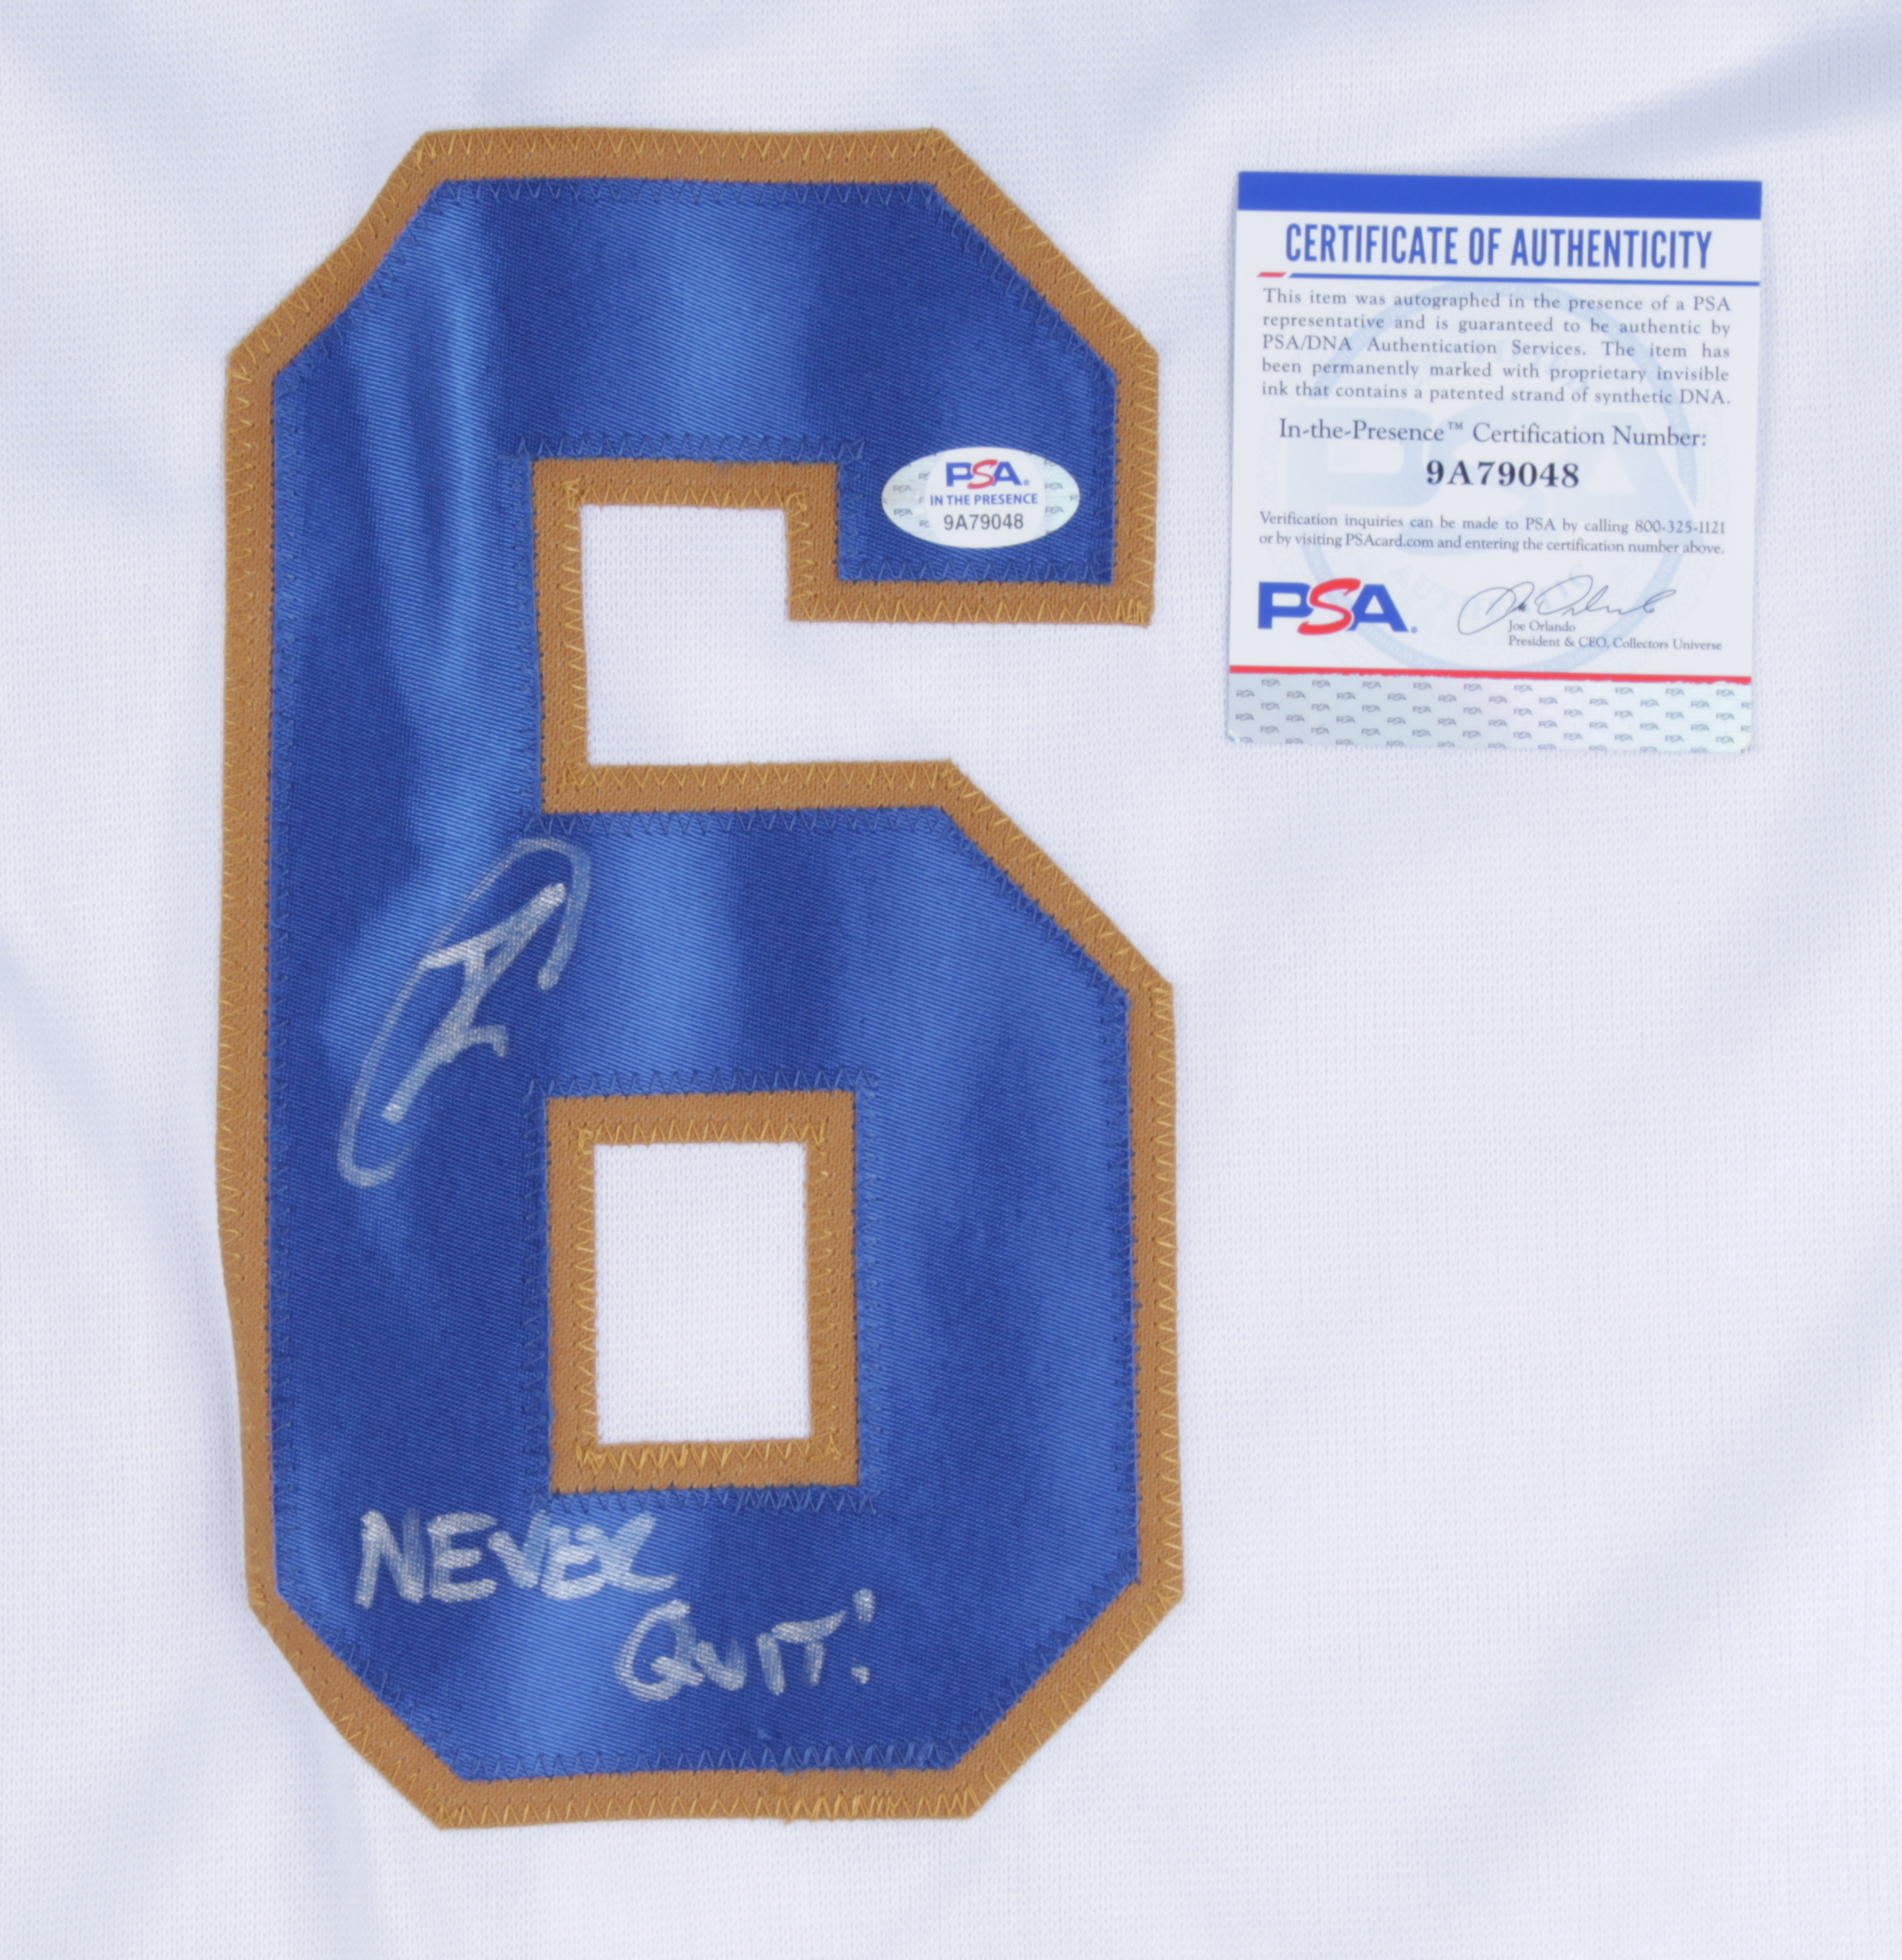 6
PSA
IN THE PRESENCE
9A79048
NEVER
QUIT!
CERTIFICATE OF AUTHENTICITY
This item was autographed in the presence of a PSA
representative and is guaranteed to be authentic by
PSA/DNA Authentication Services. The item has
been permanently marked with proprietary invisible
ink that contains a patented strand of synthetic DNA.
In-the-Presence™ Certification Number:
9A79048
Verification inquiries can be made to PSA by calling 800-325-1121
or by visiting PSAcard.com and entering the certification number above.
PSA
Joe Orlando
President & CEO, Collectors Universe